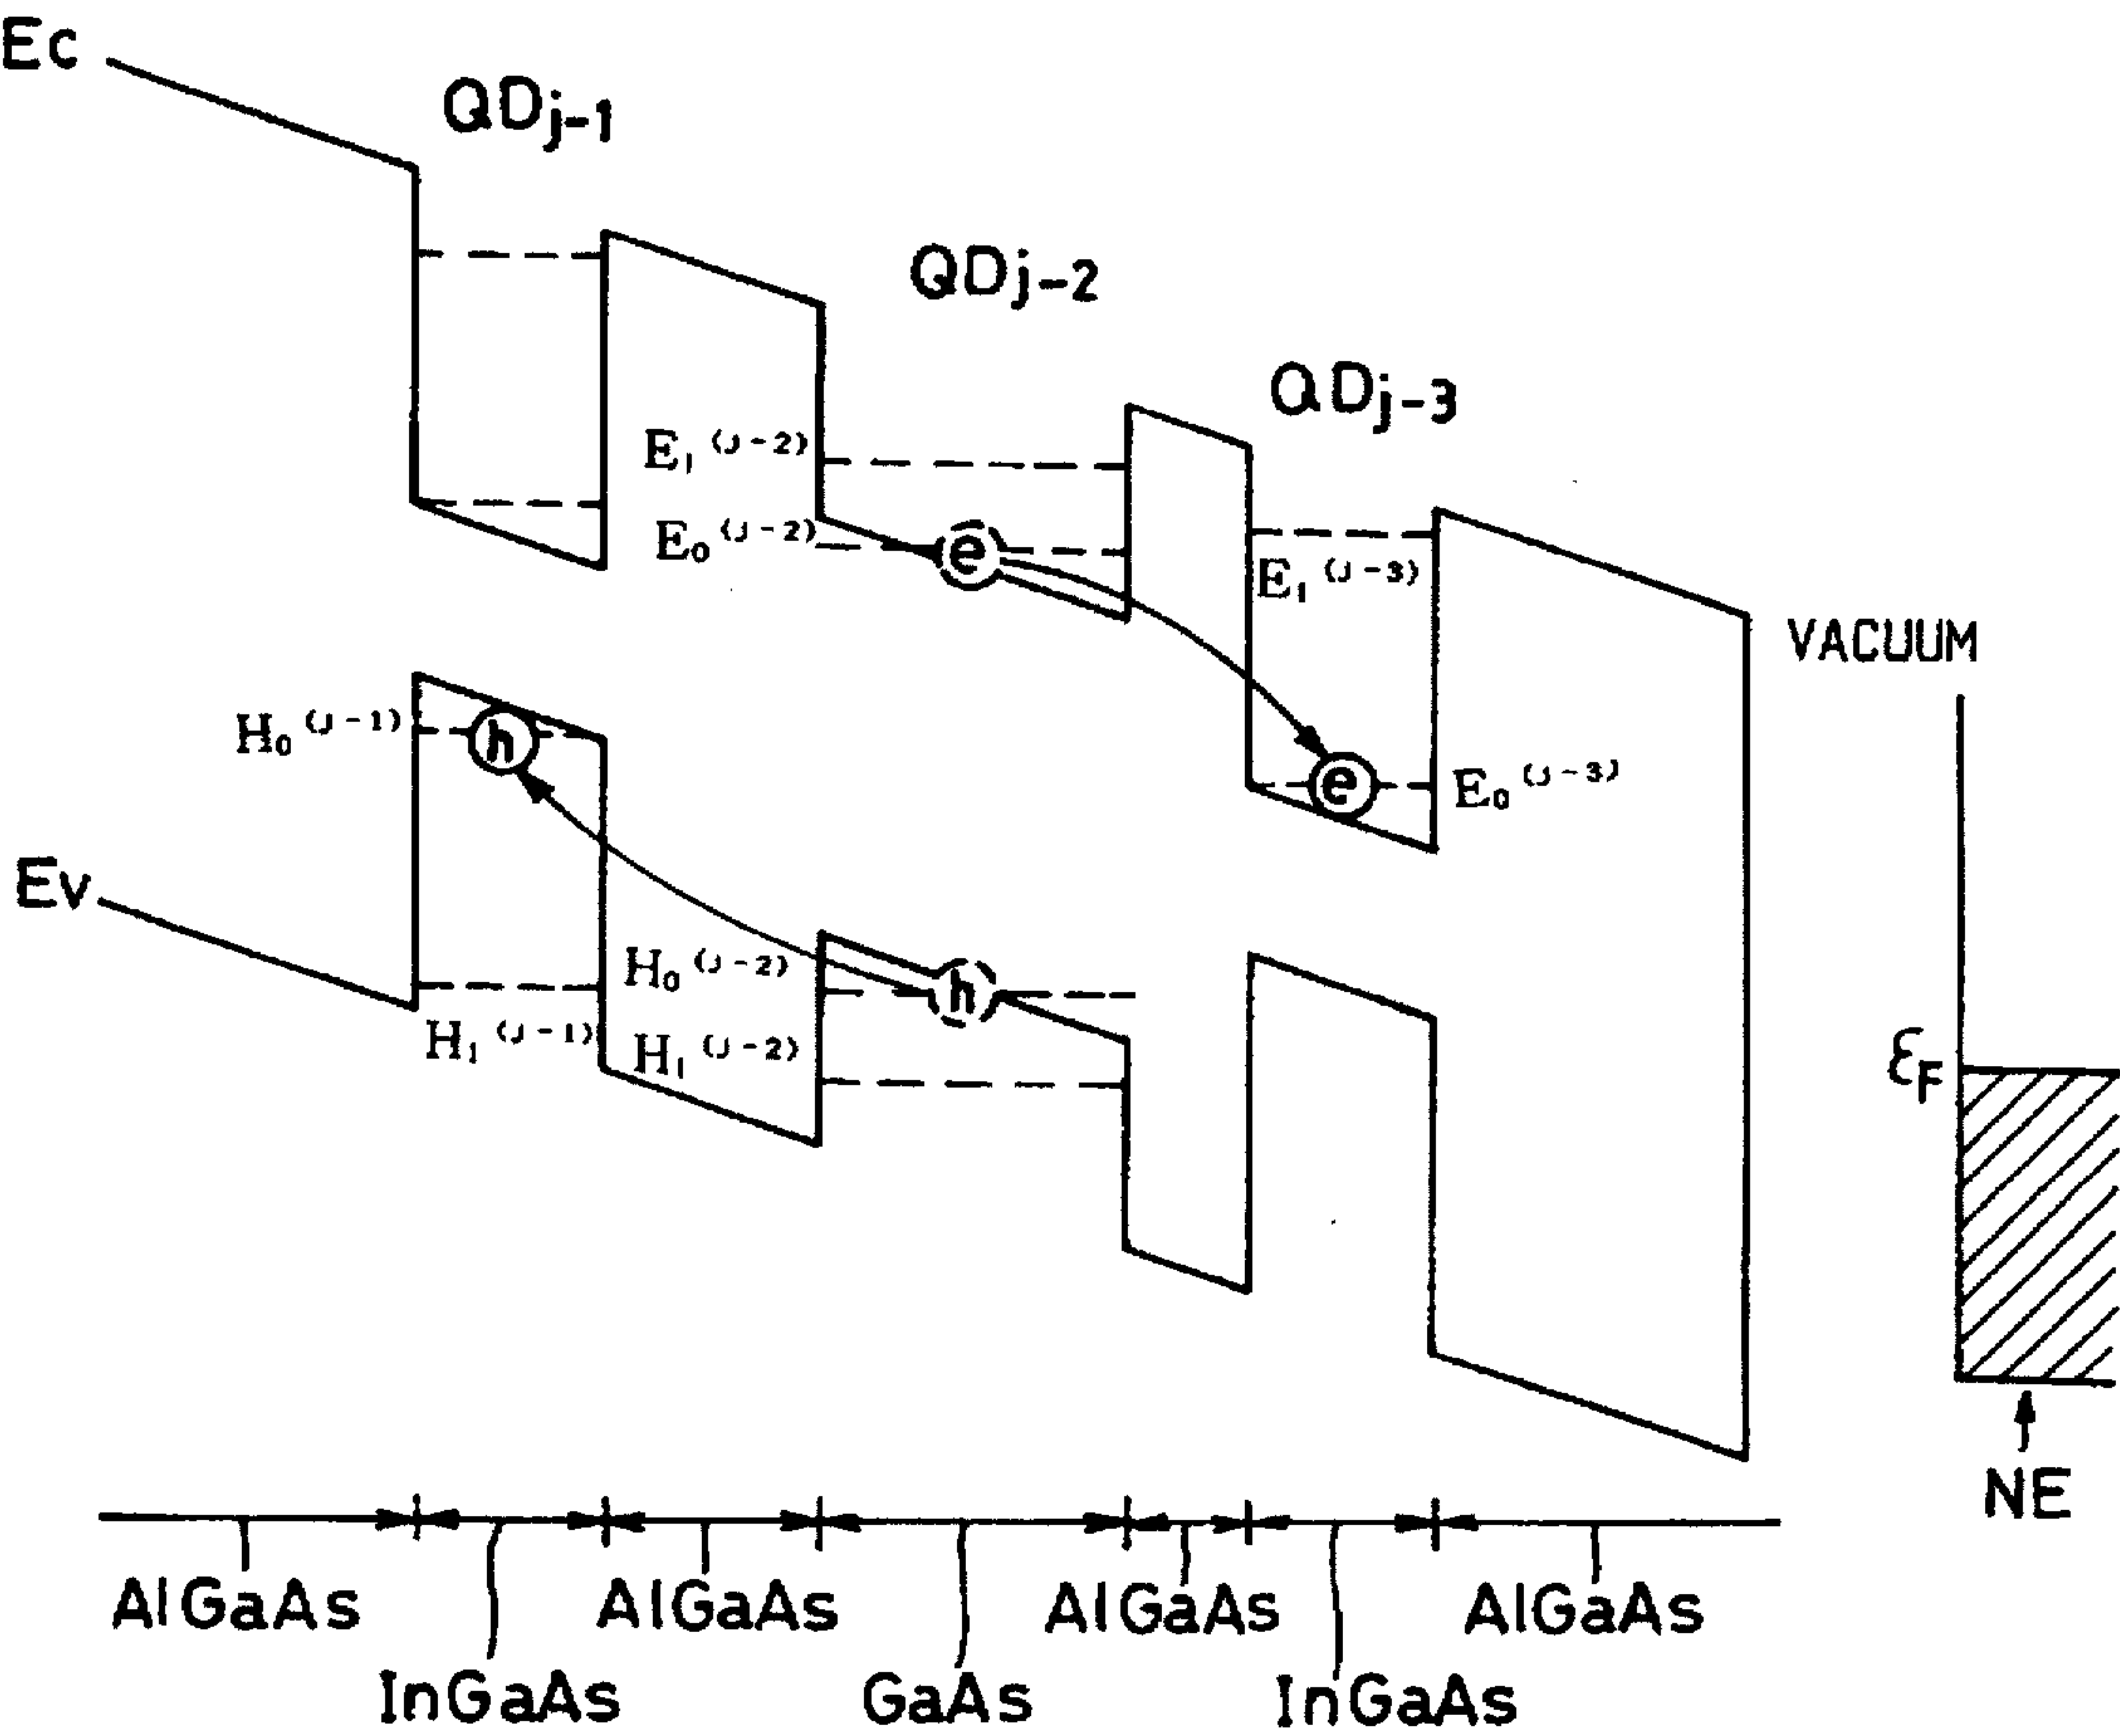 Ec
QDj-1
QDj-2
QDj-3
E1(j-2)
E0(j-2)
e
E1(j-3)
VACUUM
H0(j-1)
h
e
E0(j-3)
Ev
H0(j-2)
h
H1(j-1)
H1(j-2)
εF
NE
AlGaAs
AlGaAs
AlGaAs
AlGaAs
InGaAs
GaAs
InGaAs